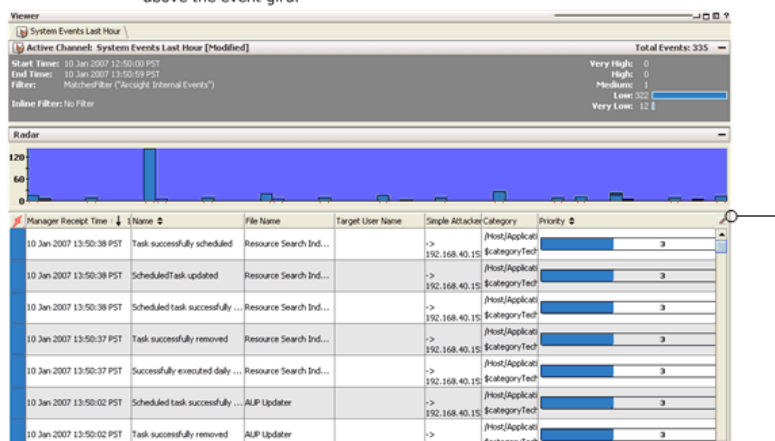 Viewer
System Events Last Hour
Active Channel: System Events Last Hour [Modified] Total Events: 335
Start Time: 10 Jan 2007 12:50:00 PST
End Time: 10 Jan 2007 13:50:59 PST
Filter: MatchesFilter ("Arcsight Internal Events")
Inline Filter: No Filter
Very High: 0
High: 0
Medium: 1
Low: 322
Very Low: 12
Radar
120
60
0
Manager Receipt Time 1 Name File Name Target User Name Simple Attacker Category Priority
10 Jan 2007 13:50:38 PST Task successfully scheduled Resource Search Ind... -> 192.168.40.15 /Host/Applicati $categoryTech 3
10 Jan 2007 13:50:38 PST ScheduledTask updated Resource Search Ind... -> 192.168.40.15 /Host/Applicati $categoryTech 3
10 Jan 2007 13:50:38 PST Scheduled task successfully ... Resource Search Ind... -> 192.168.40.15 /Host/Applicati $categoryTech 3
10 Jan 2007 13:50:37 PST Task successfully removed Resource Search Ind... -> 192.168.40.15 /Host/Applicati $categoryTech 3
10 Jan 2007 13:50:37 PST Successfully executed daily ... Resource Search Ind... -> 192.168.40.15 /Host/Applicati $categoryTech 3
10 Jan 2007 13:50:02 PST Scheduled task successfully ... AUP Updater -> 192.168.40.15 /Host/Applicati $categoryTech 3
10 Jan 2007 13:50:02 PST Task successfully removed AUP Updater -> /Host/Applicati 3